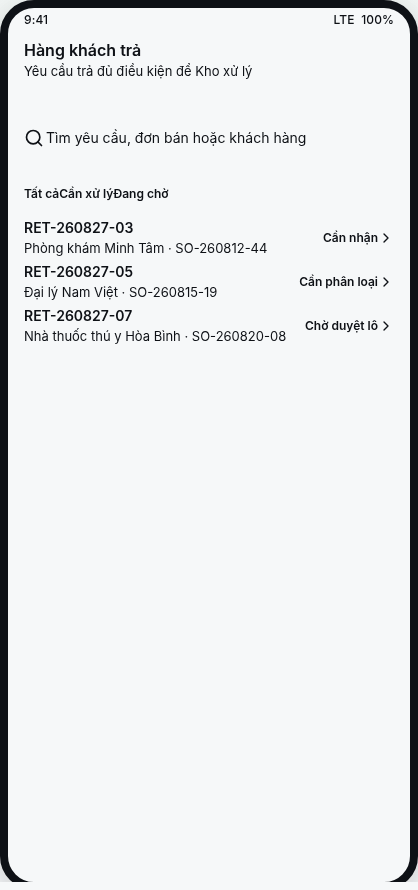 9:41 LTE 100%
Hàng khách trả
Yêu cầu trả đủ điều kiện để Kho xử lý
Tìm yêu cầu, đơn bán hoặc khách hàng
Tất cảCần xử lýĐang chờ
RET-260827-03
Phòng khám Minh Tâm · SO-260812-44
Cần nhận
RET-260827-05
Đại lý Nam Việt · SO-260815-19
Cần phân loại
RET-260827-07
Nhà thuốc thú y Hòa Bình · SO-260820-08
Chờ duyệt lô